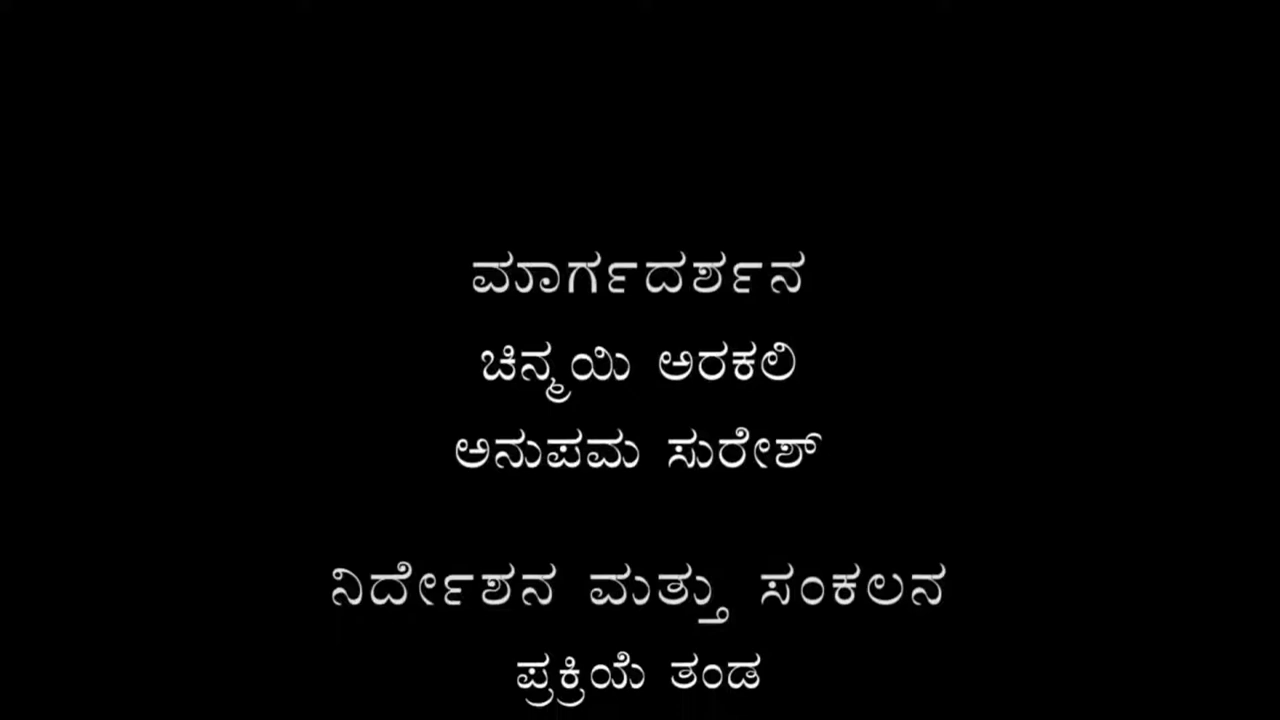 ಮಾರ್ಗದರ್ಶನ
ಚಿನ್ಮಯಿ ಅರಕಲಿ
ಅನುಪಮ ಸುರೇಶ್
ನಿರ್ದೇಶನ ಮತ್ತು ಸಂಕಲನ
ಪ್ರಕ್ರಿಯೆ ತಂಡ